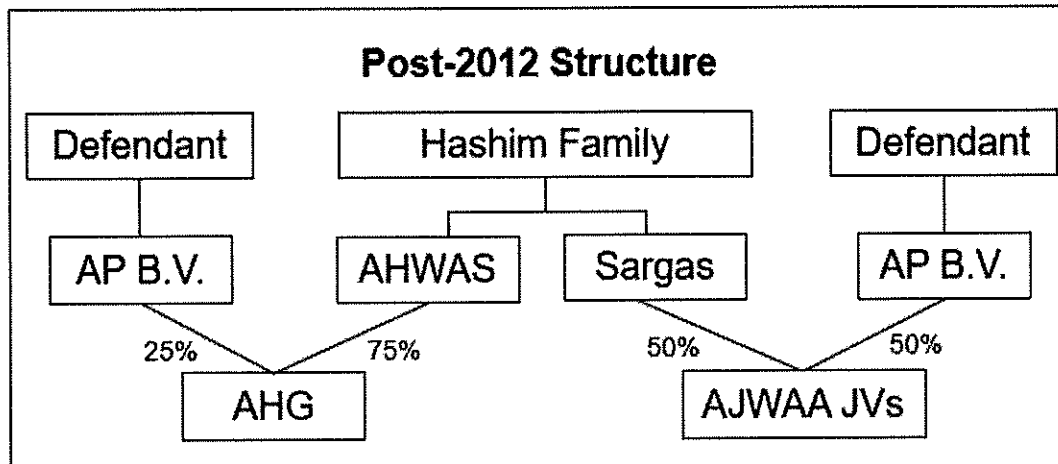 Post-2012 Structure
Defendant Hashim Family Defendant
AP B.V. AHWAS Sargas AP B.V.
25% 75% 50% 50%
AHG AJWAA JVs